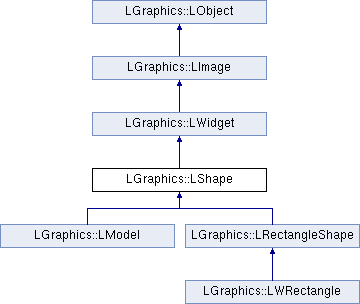 LGraphics::LObject
LGraphics::LImage
LGraphics::LWidget
LGraphics::LShape
LGraphics::LModel
LGraphics::LRectangleShape
LGraphics::LWRectangle